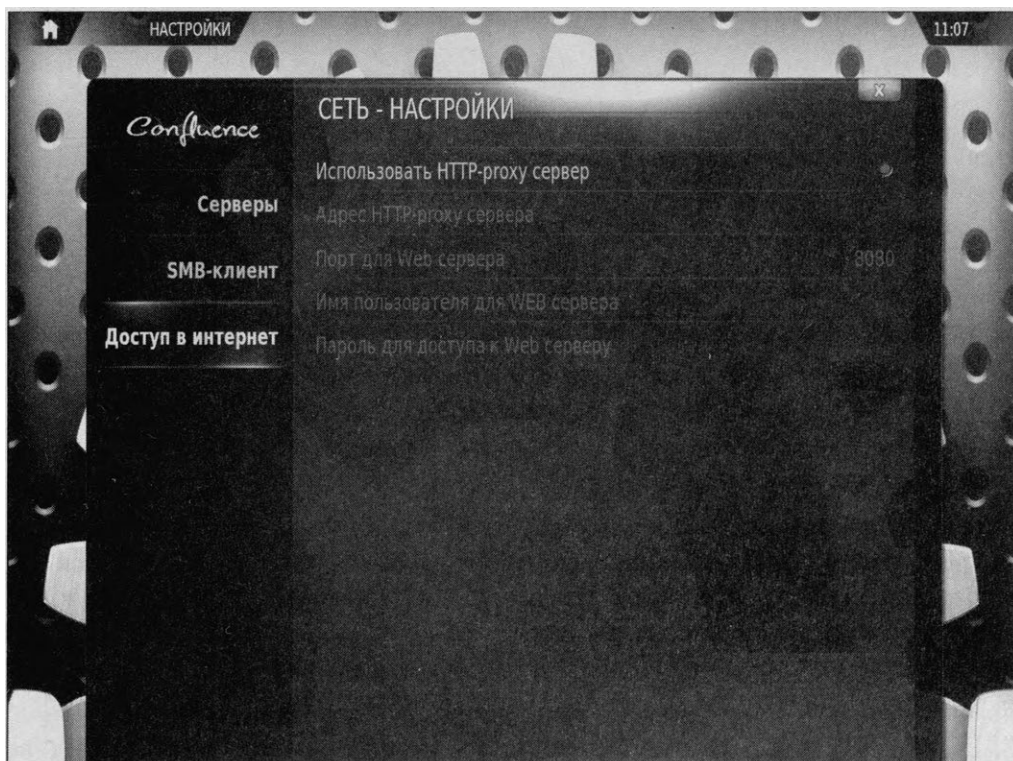 НАСТРОЙКИ
11:07
X
Confluence
СЕТЬ - НАСТРОЙКИ
Использовать HTTP-proxy сервер
Серверы
Адрес HTTP-proxy сервера
Порт для Web сервера 8080
SMB-клиент
Имя пользователя для WEB сервера
Доступ в интернет
Пароль для доступа к Web серверу